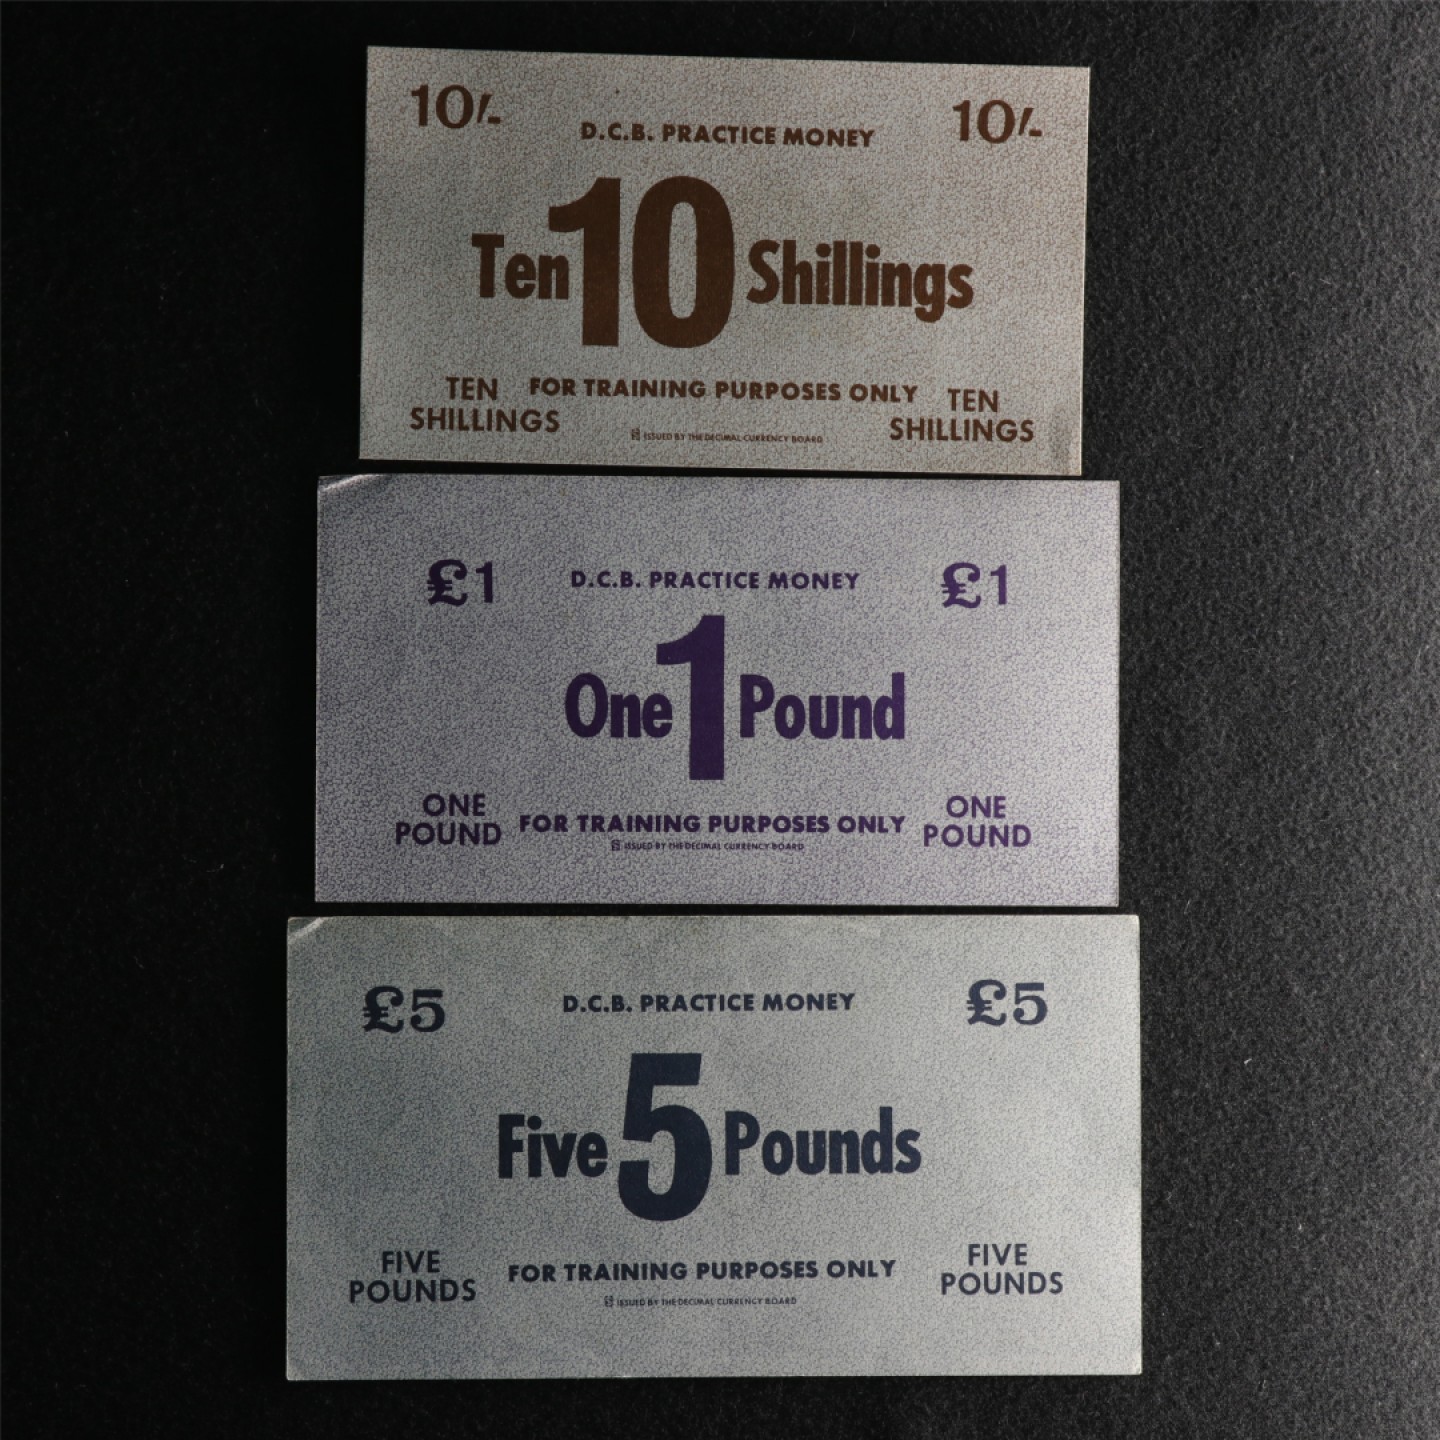 10/-
10/-
D.C.B. PRACTICE MONEY
Ten 10 Shillings
TEN
SHILLINGS
FOR TRAINING PURPOSES ONLY
TEN
SHILLINGS
ISSUED BY THE DECIMAL CURRENCY BOARD
£1
D.C.B. PRACTICE MONEY
£1
One 1 Pound
ONE
POUND
FOR TRAINING PURPOSES ONLY
ONE
POUND
ISSUED BY THE DECIMAL CURRENCY BOARD
£5
D.C.B. PRACTICE MONEY
£5
Five 5 Pounds
FIVE
POUNDS
FOR TRAINING PURPOSES ONLY
FIVE
POUNDS
ISSUED BY THE DECIMAL CURRENCY BOARD